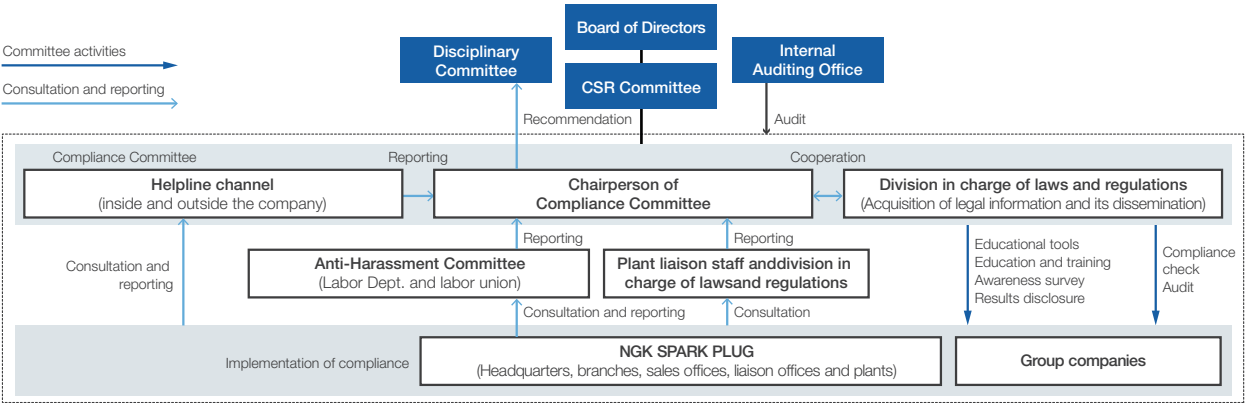 Board of Directors
Committee activities
Disciplinary
Committee
Internal
Auditing Office
Consultation and reporting
CSR Committee
Recommendation
Audit
Compliance Committee
Reporting
Cooperation
Helpline channel
(inside and outside the company)
Chairperson of
Compliance Committee
Division in charge of laws and regulations
(Acquisition of legal information and its dissemination)
Reporting
Reporting
Consultation and
reporting
Anti-Harassment Committee
(Labor Dept. and labor union)
Plant liaison staff anddivision in
charge of lawsand regulations
Educational tools
Education and training
Awareness survey
Results disclosure
Compliance
check
Audit
Consultation and reporting
Consultation
Implementation of compliance
NGK SPARK PLUG
(Headquarters, branches, sales offices, liaison offices and plants)
Group companies